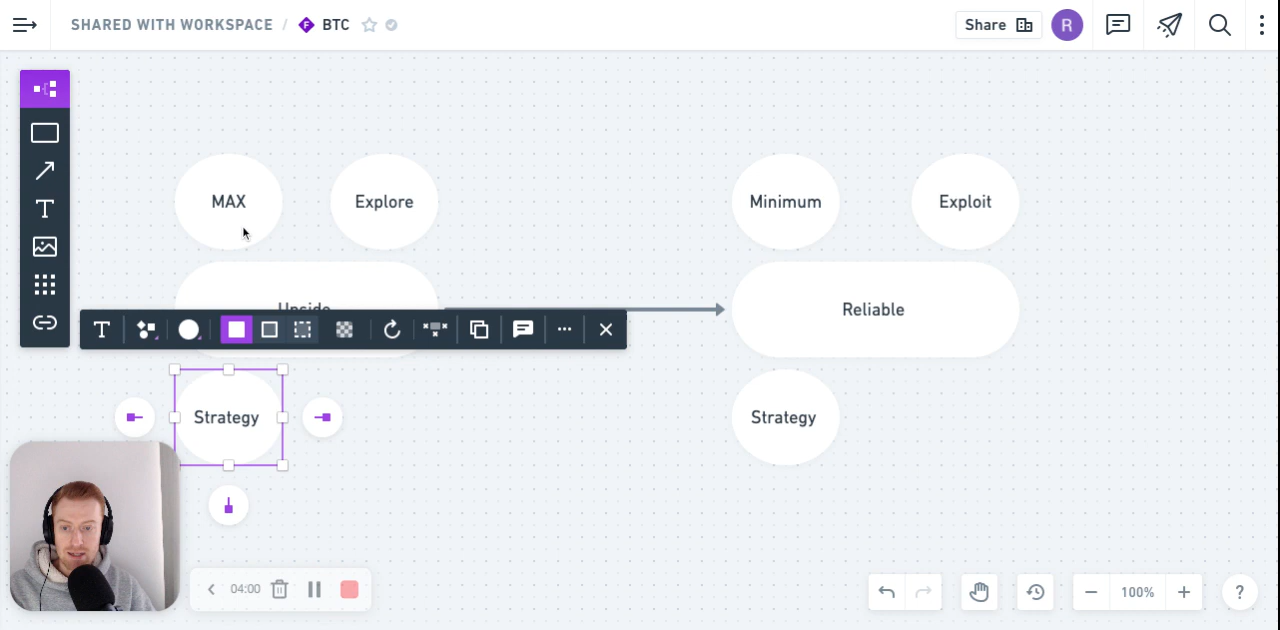 SHARED WITH WORKSPACE / BTC
Share
R
MAX
Explore
Minimum
Exploit
T
Upside
Reliable
T
Strategy
Strategy
04:00
100%
?